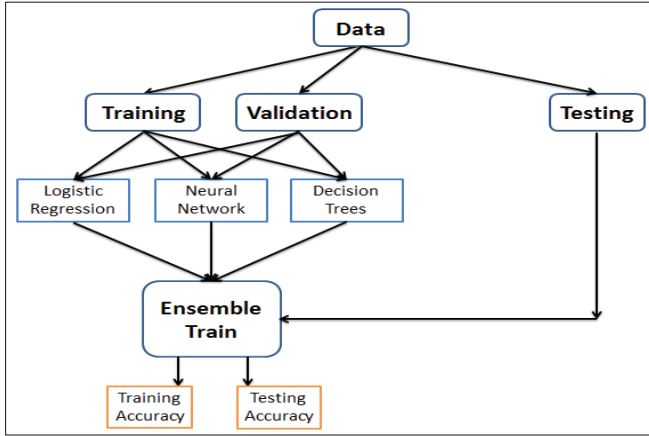 Data
Training
Validation
Testing
Logistic
Regression
Neural
Network
Decision
Trees
Ensemble
Train
Training
Accuracy
Testing
Accuracy